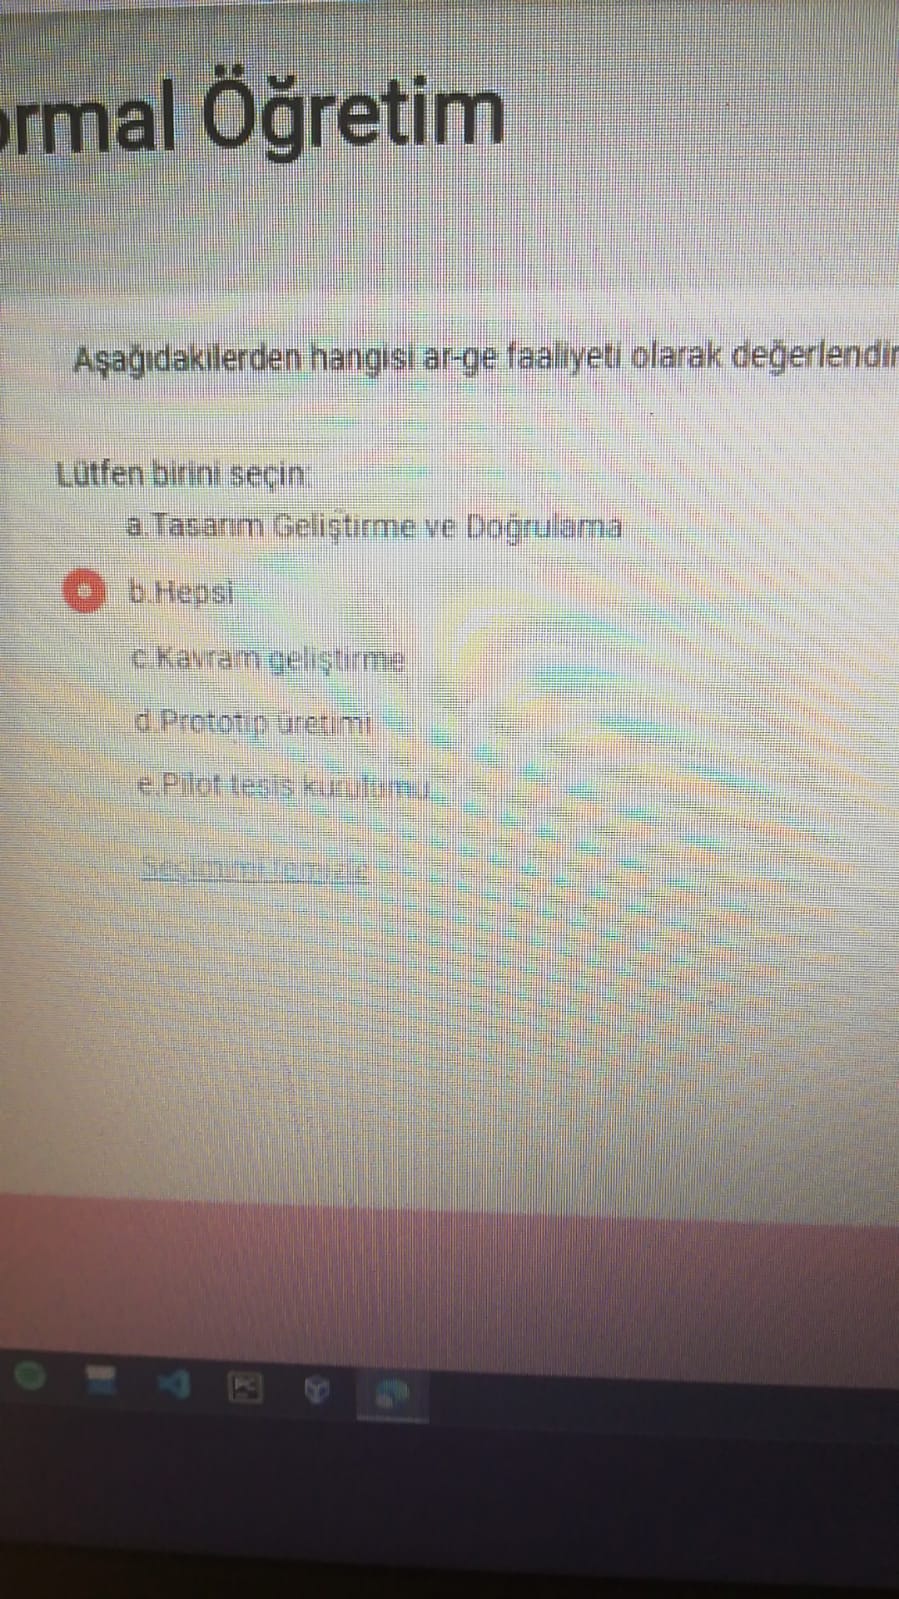 ormal Öğretim
Aşağıdakilerden hangisi ar-ge faaliyeti olarak değerlendir
Lütfen birini seçin:
a.Tasarım Geliştirme ve Doğrulama
b.Hepsi
c.Kavram geliştirme
d.Prototip üretimi
e.Pilot tesis kurulumu
Seçimimi temizle